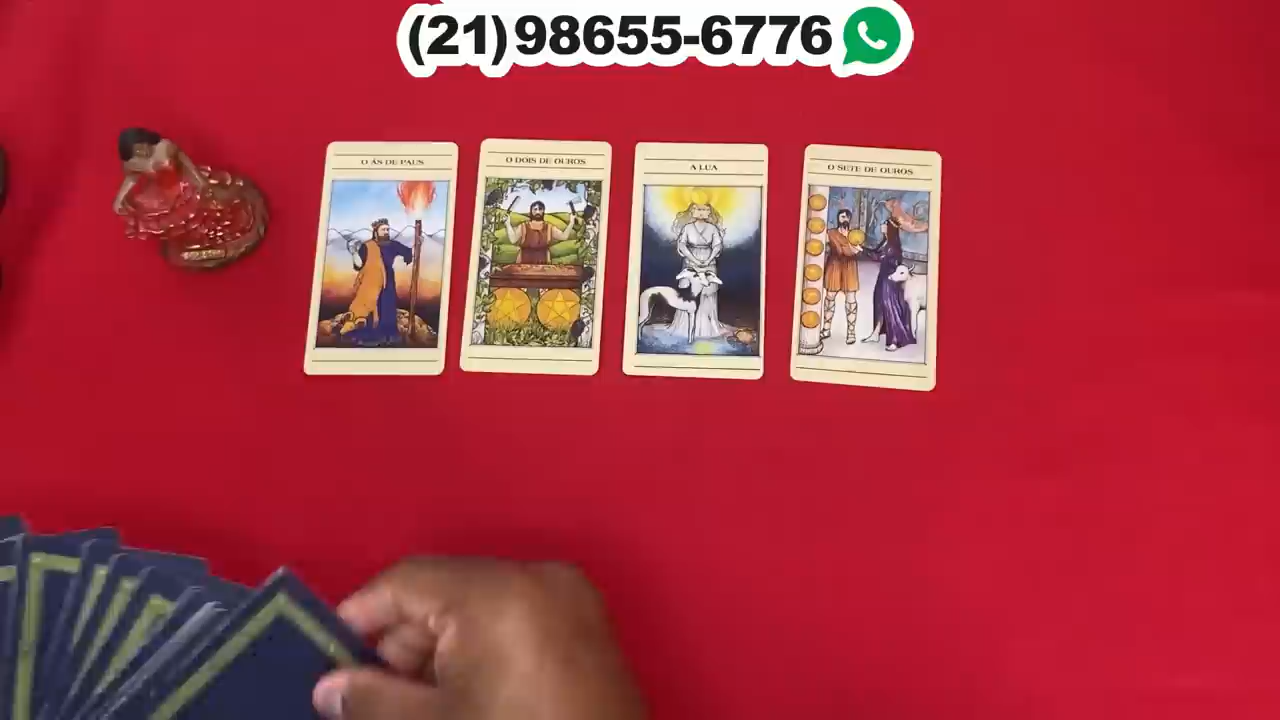 (21)98655-6776
O ÁS DE PAUS
O DOIS DE OUROS
A LUA
O SETE DE OUROS